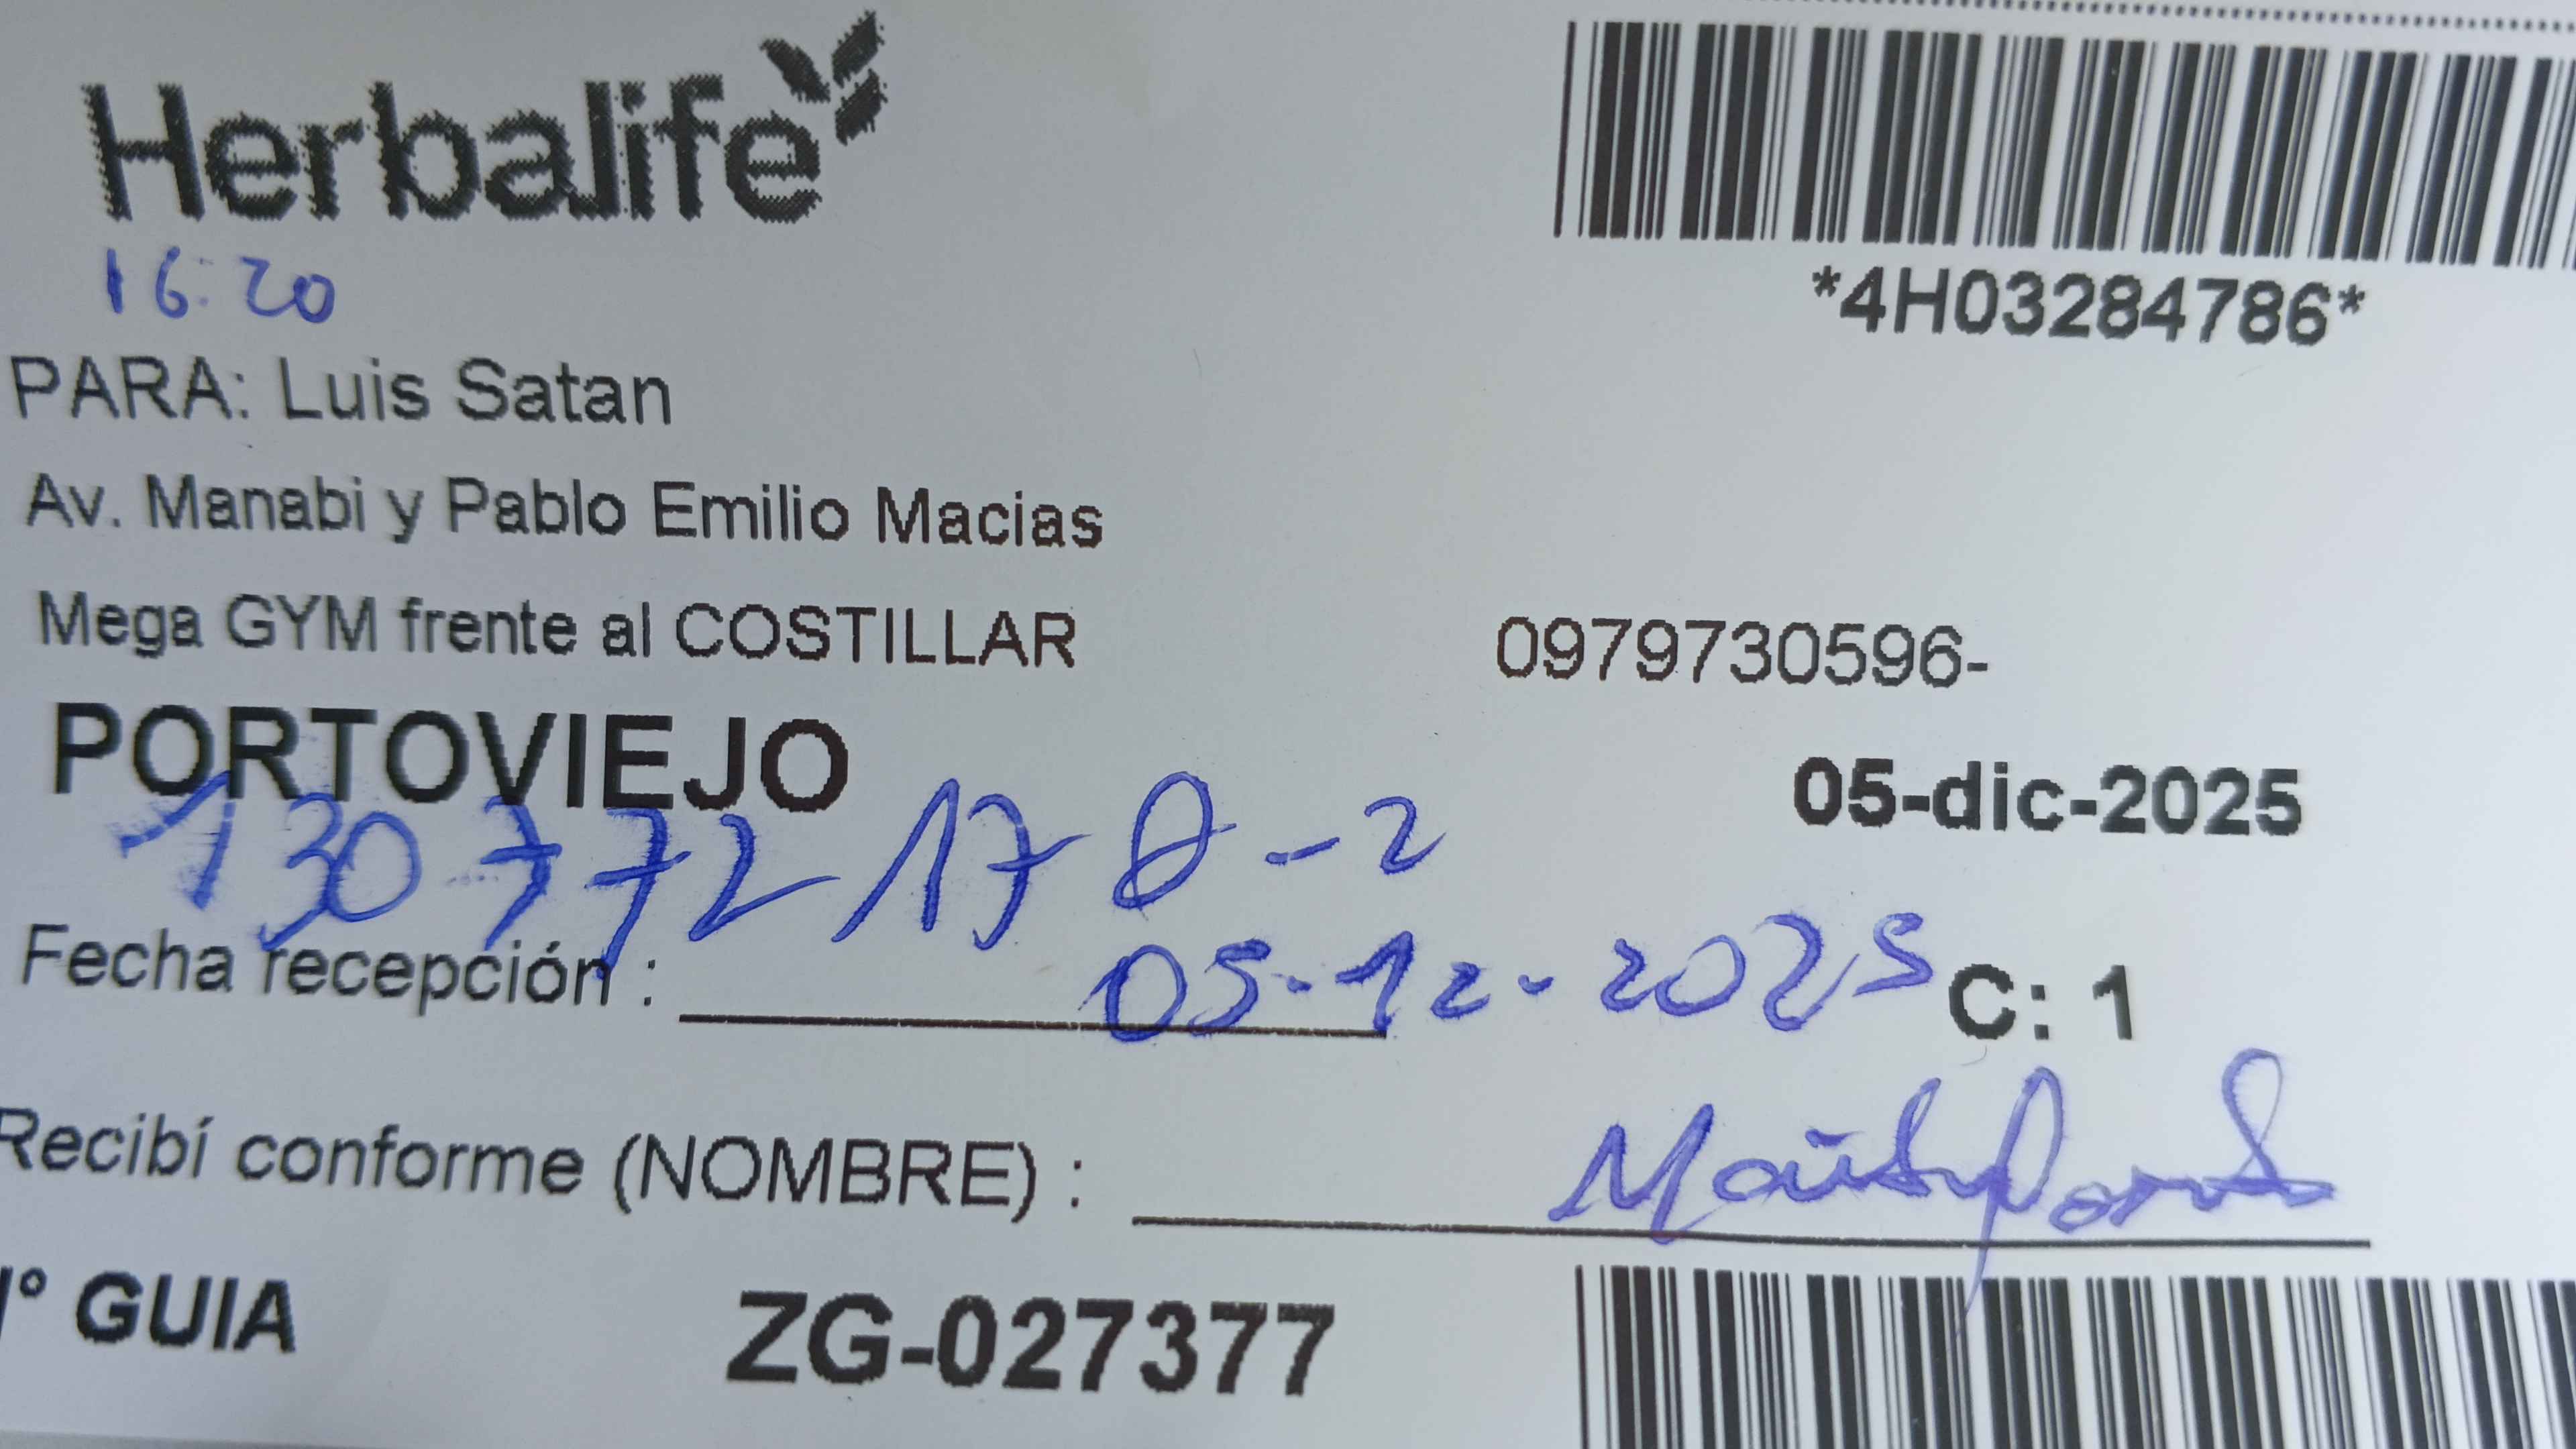 Herbalife
*4H03284786*
16:20
PARA: Luis Satan
Av. Manabi y Pablo Emilio Macias
Mega GYM frente al COSTILLAR
0979730596-
PORTOVIEJO
05-dic-2025
130772178-2
Fecha recepción :
05-12-2025
C: 1
Recibí conforme (NOMBRE) :
° GUIA
ZG-027377